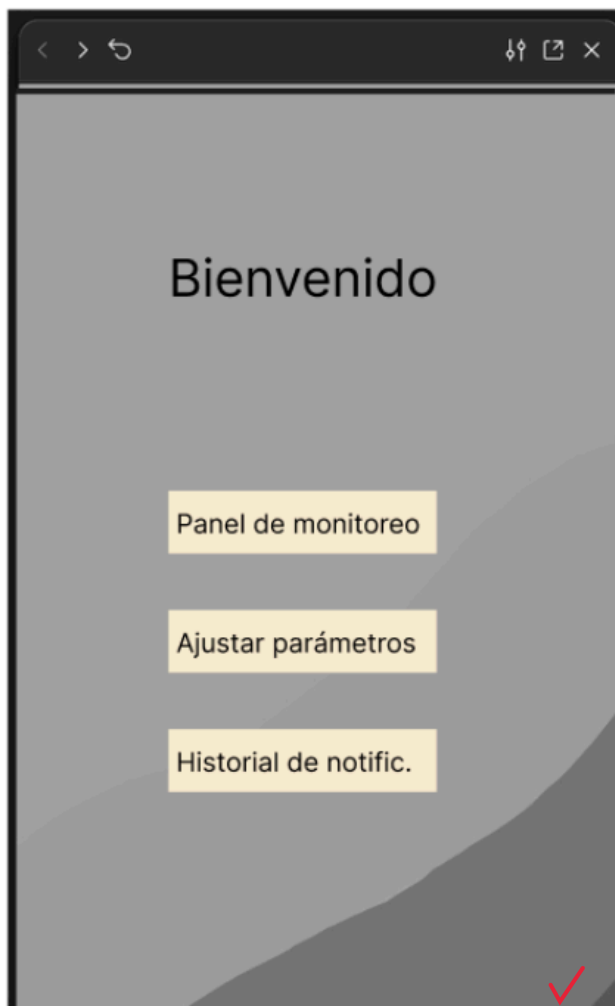 Bienvenido
Panel de monitoreo
Ajustar parámetros
Historial de notific.